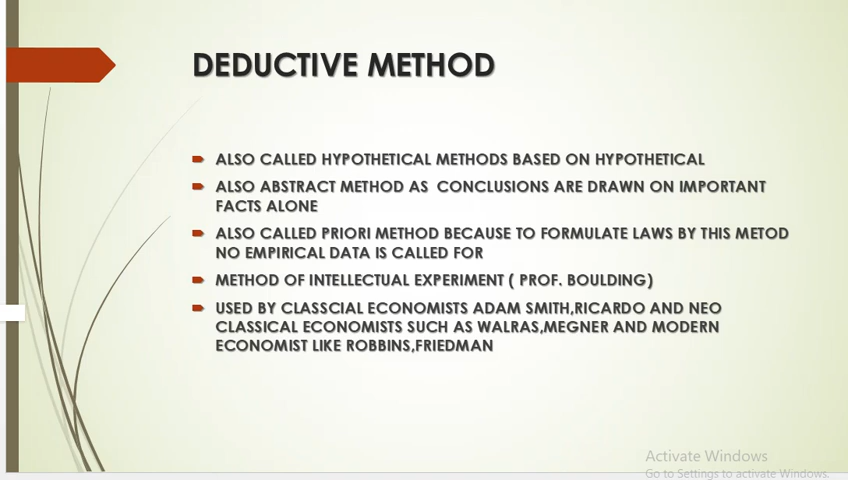 DEDUCTIVE METHOD
ALSO CALLED HYPOTHETICAL METHODS BASED ON HYPOTHETICAL
ALSO ABSTRACT METHOD AS CONCLUSIONS ARE DRAWN ON IMPORTANT
FACTS ALONE
ALSO CALLED PRIORI METHOD BECAUSE TO FORMULATE LAWS BY THIS METOD
NO EMPIRICAL DATA IS CALLED FOR
METHOD OF INTELLECTUAL EXPERIMENT ( PROF. BOULDING)
USED BY CLASSCIAL ECONOMISTS ADAM SMITH,RICARDO AND NEO
CLASSICAL ECONOMISTS SUCH AS WALRAS,MEGNER AND MODERN
ECONOMIST LIKE ROBBINS,FRIEDMAN
Activate Windows
Go to Settings to activate Windows.